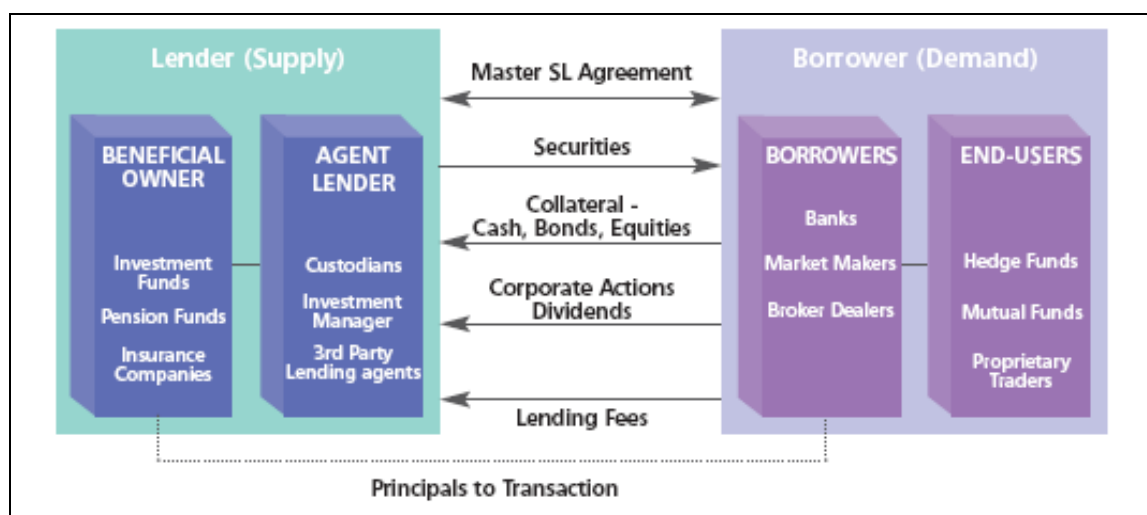 Lender (Supply)
BENEFICIAL
OWNER
Investment
Funds
Pension Funds
Insurance
Companies
AGENT
LENDER
Custodians
Investment
Manager
3rd Party
Lending agents
Master SL Agreement
Securities
Collateral -
Cash, Bonds, Equities
Corporate Actions
Dividends
Lending Fees
Borrower (Demand)
BORROWERS
Banks
Market Makers
Broker Dealers
END-USERS
Hedge Funds
Mutual Funds
Proprietary
Traders
Principals to Transaction